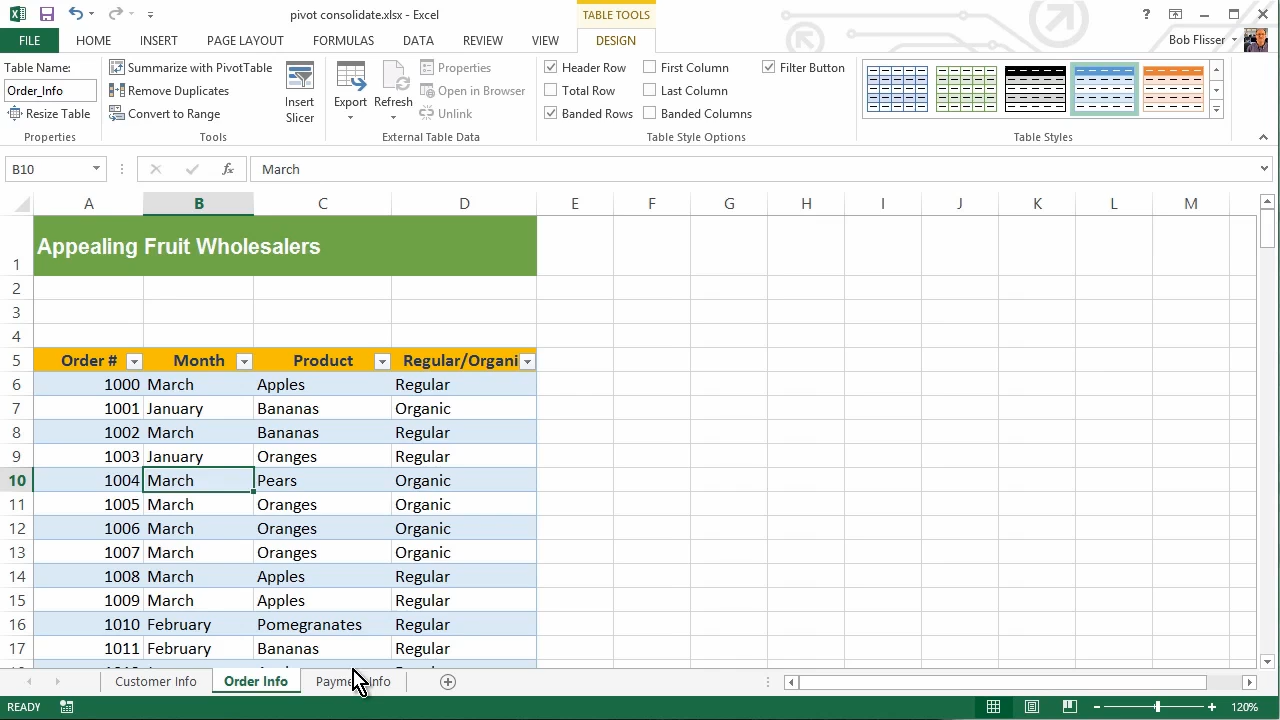 pivot consolidate.xlsx - Excel
TABLE TOOLS
FILE HOME INSERT PAGE LAYOUT FORMULAS DATA REVIEW VIEW DESIGN
Bob Flisser
Table Name:
Order_Info
Resize Table
Properties
Summarize with PivotTable
Remove Duplicates
Convert to Range
Tools
Insert
Slicer
Export
Refresh
Properties
Open in Browser
Unlink
External Table Data
Header Row
Total Row
Banded Rows
First Column
Last Column
Banded Columns
Filter Button
Table Style Options
Table Styles
B10
fx
March
A B C D E F G H I J K L M
1 Appealing Fruit Wholesalers
2
3
4
5 Order # Month Product Regular/Organi
6 1000 March Apples Regular
7 1001 January Bananas Organic
8 1002 March Bananas Regular
9 1003 January Oranges Regular
10 1004 March Pears Organic
11 1005 March Oranges Organic
12 1006 March Oranges Organic
13 1007 March Oranges Organic
14 1008 March Apples Regular
15 1009 March Apples Regular
16 1010 February Pomegranates Regular
17 1011 February Bananas Regular
Customer Info Order Info
READY
120%